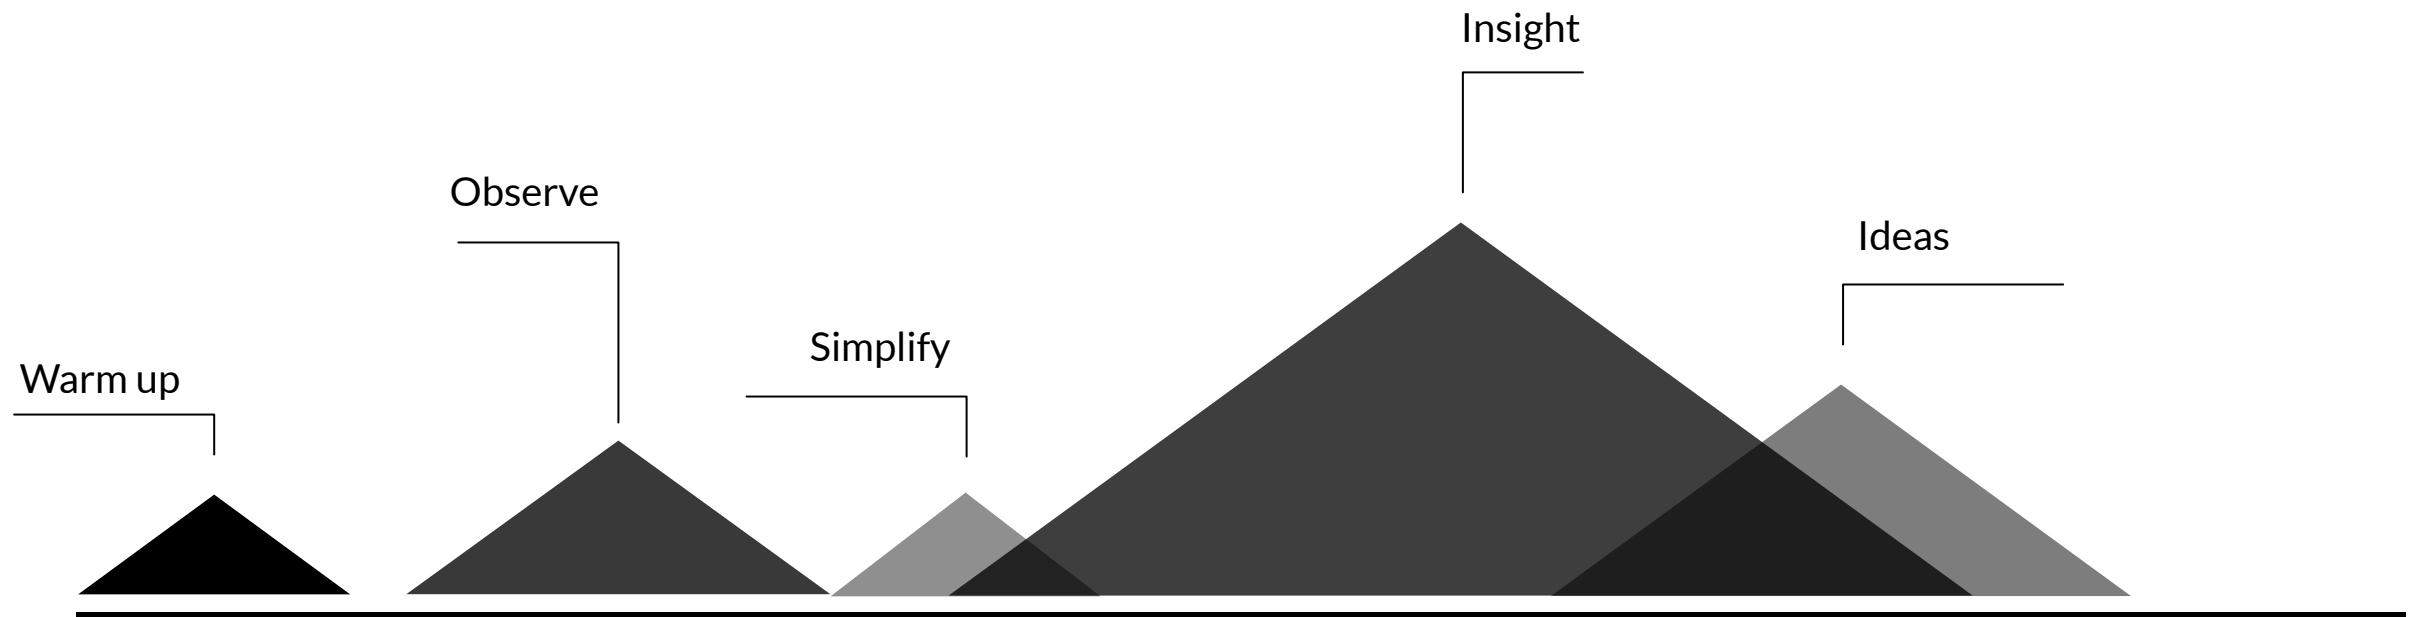 Warm up
Observe
Simplify
Insight
Ideas